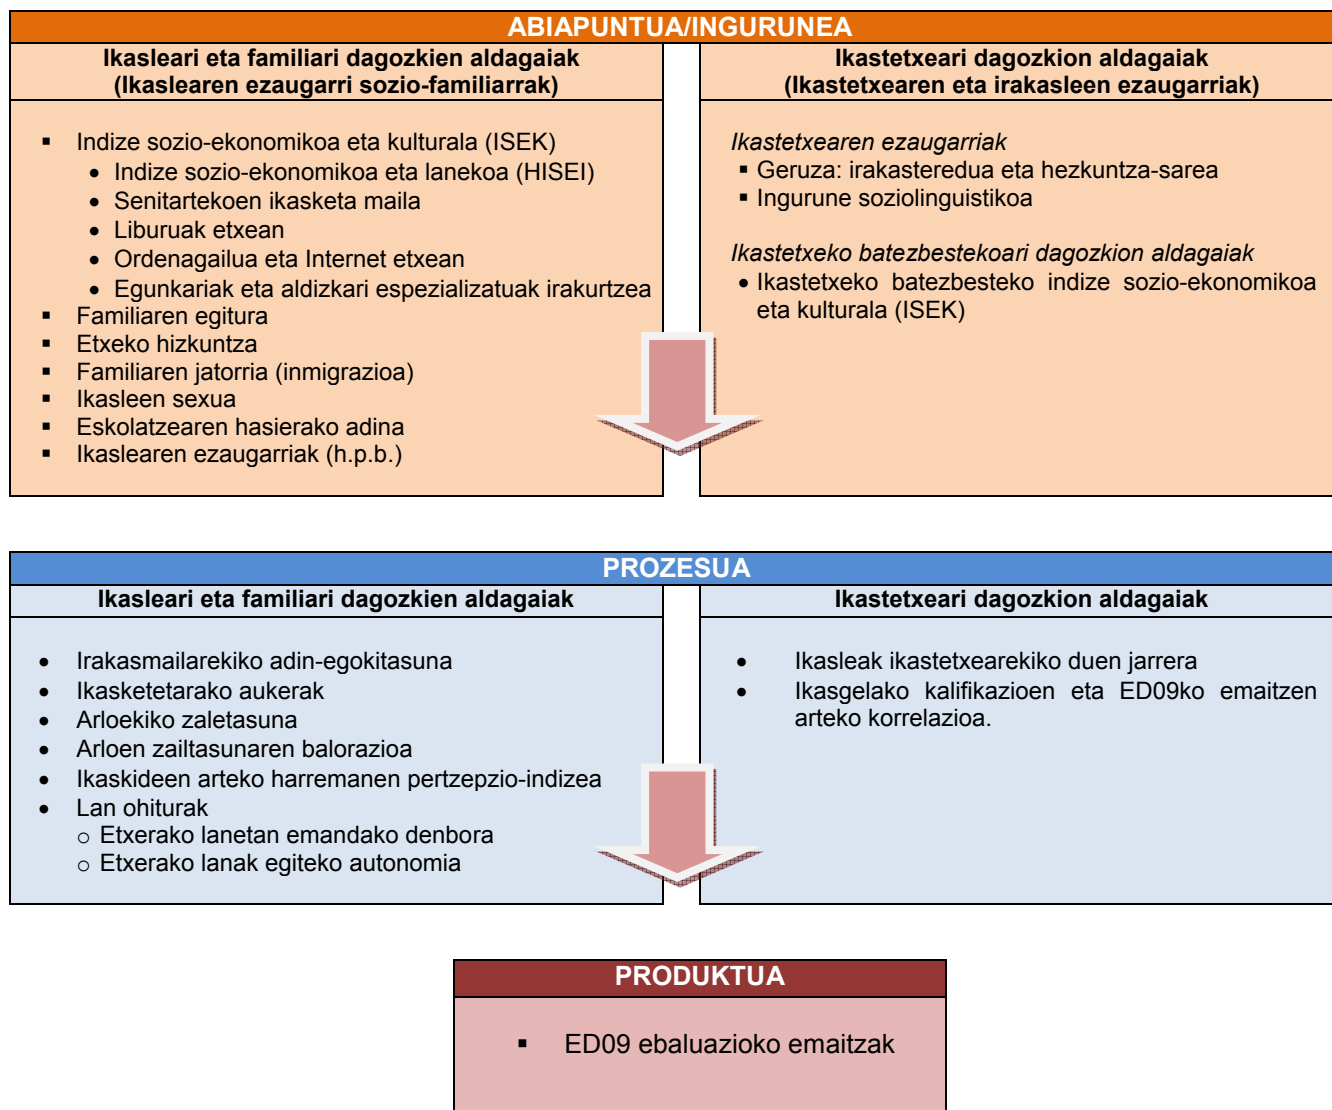 ABIAPUNTUA/INGURUNEA
Ikasleari eta familiari dagozkien aldagaiak
(Ikaslearen ezaugarri sozio-familiarrak)
▪ Indize sozio-ekonomikoa eta kulturala (ISEK)
• Indize sozio-ekonomikoa eta lanekoa (HISEI)
• Senitartekoen ikasketa maila
• Liburuak etxean
• Ordenagailua eta Internet etxean
• Egunkariak eta aldizkari espezializatuak irakurtzea
▪ Familiaren egitura
▪ Etxeko hizkuntza
▪ Familiaren jatorria (inmigrazioa)
▪ Ikasleen sexua
▪ Eskolatzearen hasierako adina
▪ Ikaslearen ezaugarriak (h.p.b.)
Ikastetxeari dagozkion aldagaiak
(Ikastetxearen eta irakasleen ezaugarriak)
Ikastetxearen ezaugarriak
▪ Geruza: irakasteredua eta hezkuntza-sarea
▪ Ingurune soziolinguistikoa
Ikastetxeko batezbestekoari dagozkion aldagaiak
• Ikastetxeko batezbesteko indize sozio-ekonomikoa
eta kulturala (ISEK)
PROZESUA
Ikasleari eta familiari dagozkien aldagaiak
• Irakasmailarekiko adin-egokitasuna
• Ikasketetarako aukerak
• Arloekiko zaletasuna
• Arloen zailtasunaren balorazioa
• Ikaskideen arteko harremanen pertzepzio-indizea
• Lan ohiturak
o Etxerako lanetan emandako denbora
o Etxerako lanak egiteko autonomia
Ikastetxeari dagozkion aldagaiak
• Ikasleak ikastetxearekiko duen jarrera
• Ikasgelako kalifikazioen eta ED09ko emaitzen
arteko korrelazioa.
PRODUKTUA
▪ ED09 ebaluazioko emaitzak